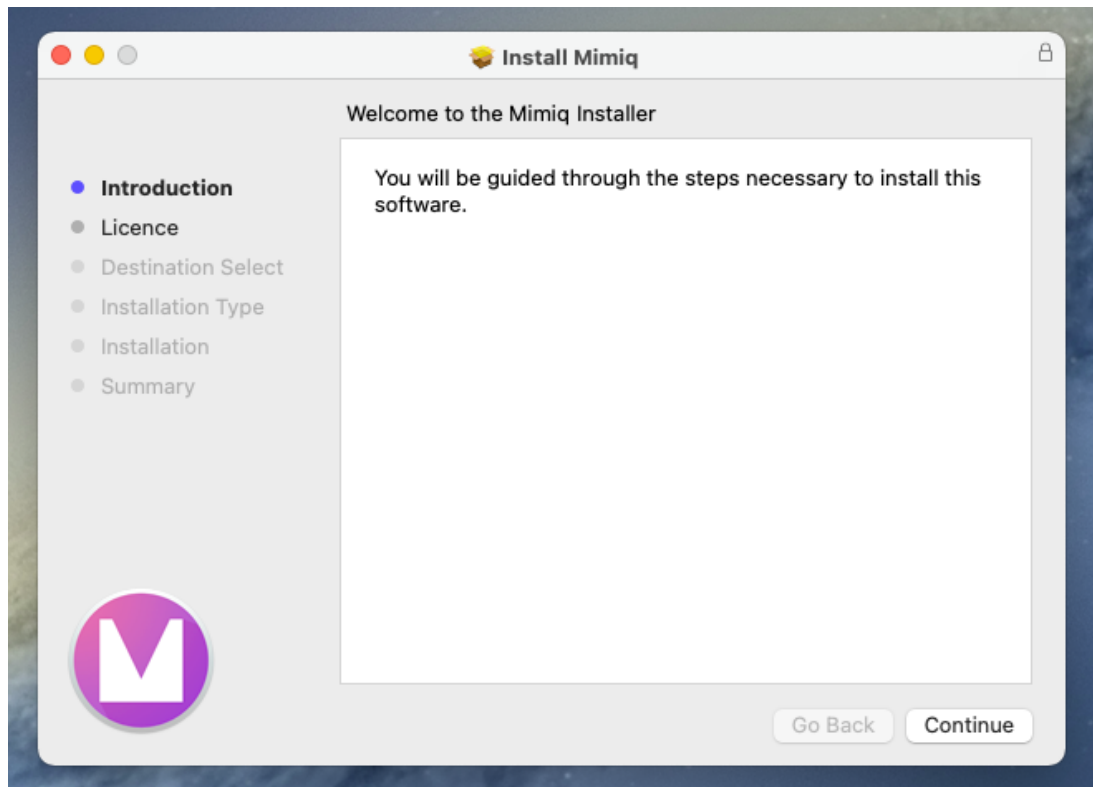 Install Mimiq
Welcome to the Mimiq Installer
Introduction
Licence
Destination Select
Installation Type
Installation
Summary
You will be guided through the steps necessary to install this
software.
M
Go Back
Continue